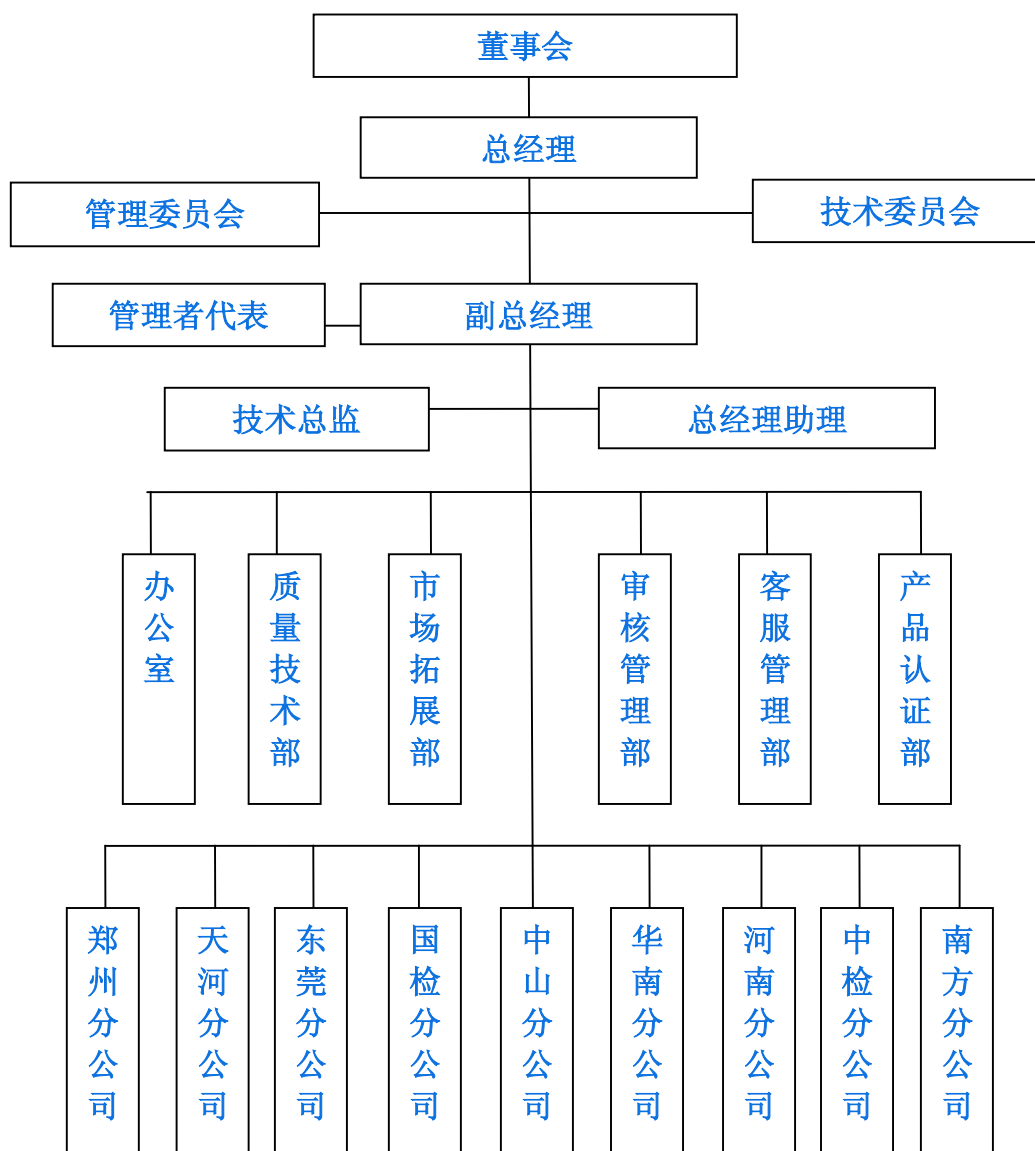 董事会
总经理
管理委员会
技术委员会
管理者代表
副总经理
技术总监
总经理助理
办公室
质量技术部
市场拓展部
审核管理部
客服管理部
产品认证部
郑州分公司
天河分公司
东莞分公司
国检分公司
中山分公司
华南分公司
河南分公司
中检分公司
南方分公司